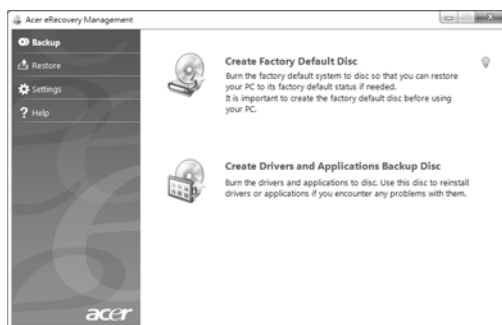 Acer eRecovery Management
Backup
Restore
Settings
? Help
Create Factory Default Disc
Burn the factory default system to disc so that you can restore
your PC to its factory default status if needed.
It is important to create the factory default disc before using
your PC.
Create Drivers and Applications Backup Disc
Burn the drivers and applications to disc. Use this disc to reinstall
drivers or applications if you encounter any problems with them.
acer